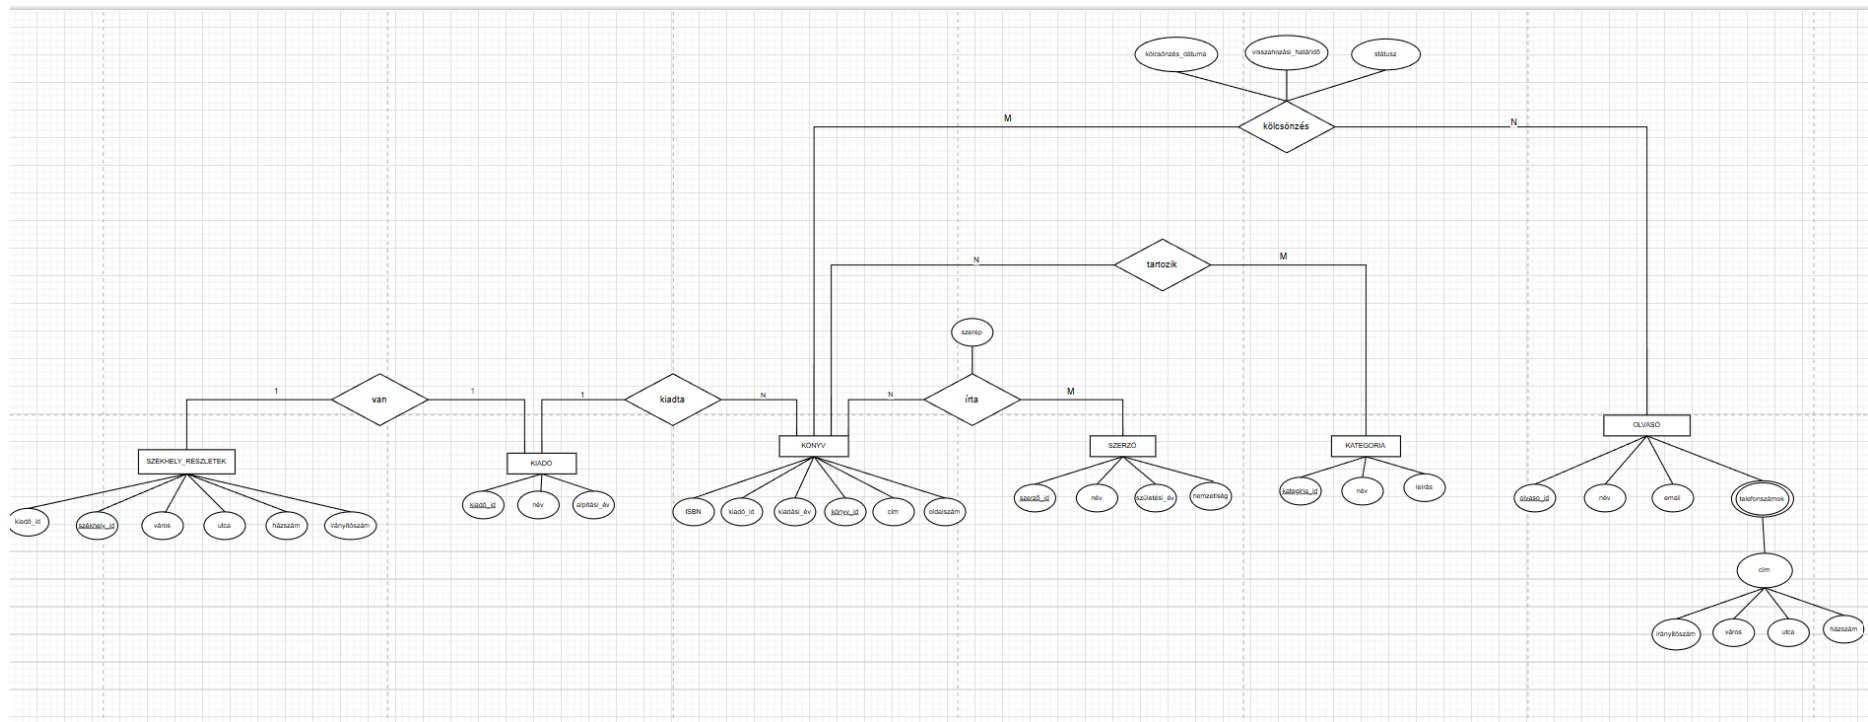 kölcsönzés_dátuma
visszahozási_határidő
státusz
kölcsönzés
M
N
tartozik
N
M
szerep
van
1
1
kiadta
1
N
írta
N
M
SZÉKHELY_RÉSZLETEK
KIADÓ
KÖNYV
SZERZŐ
KATEGORIA
OLVASÓ
kiadó_id
székhely_id
város
utca
házszám
irányítószám
kiadó_id
név
alpítási_év
ISBN
kiadó_id
kiadási_év
könyv_id
cím
oldalszám
szerző_id
név
születési_év
nemzetiség
kategiria_id
név
leírás
olvaso_id
név
email
telefonszámok
cím
irányítószám
város
utca
házszám